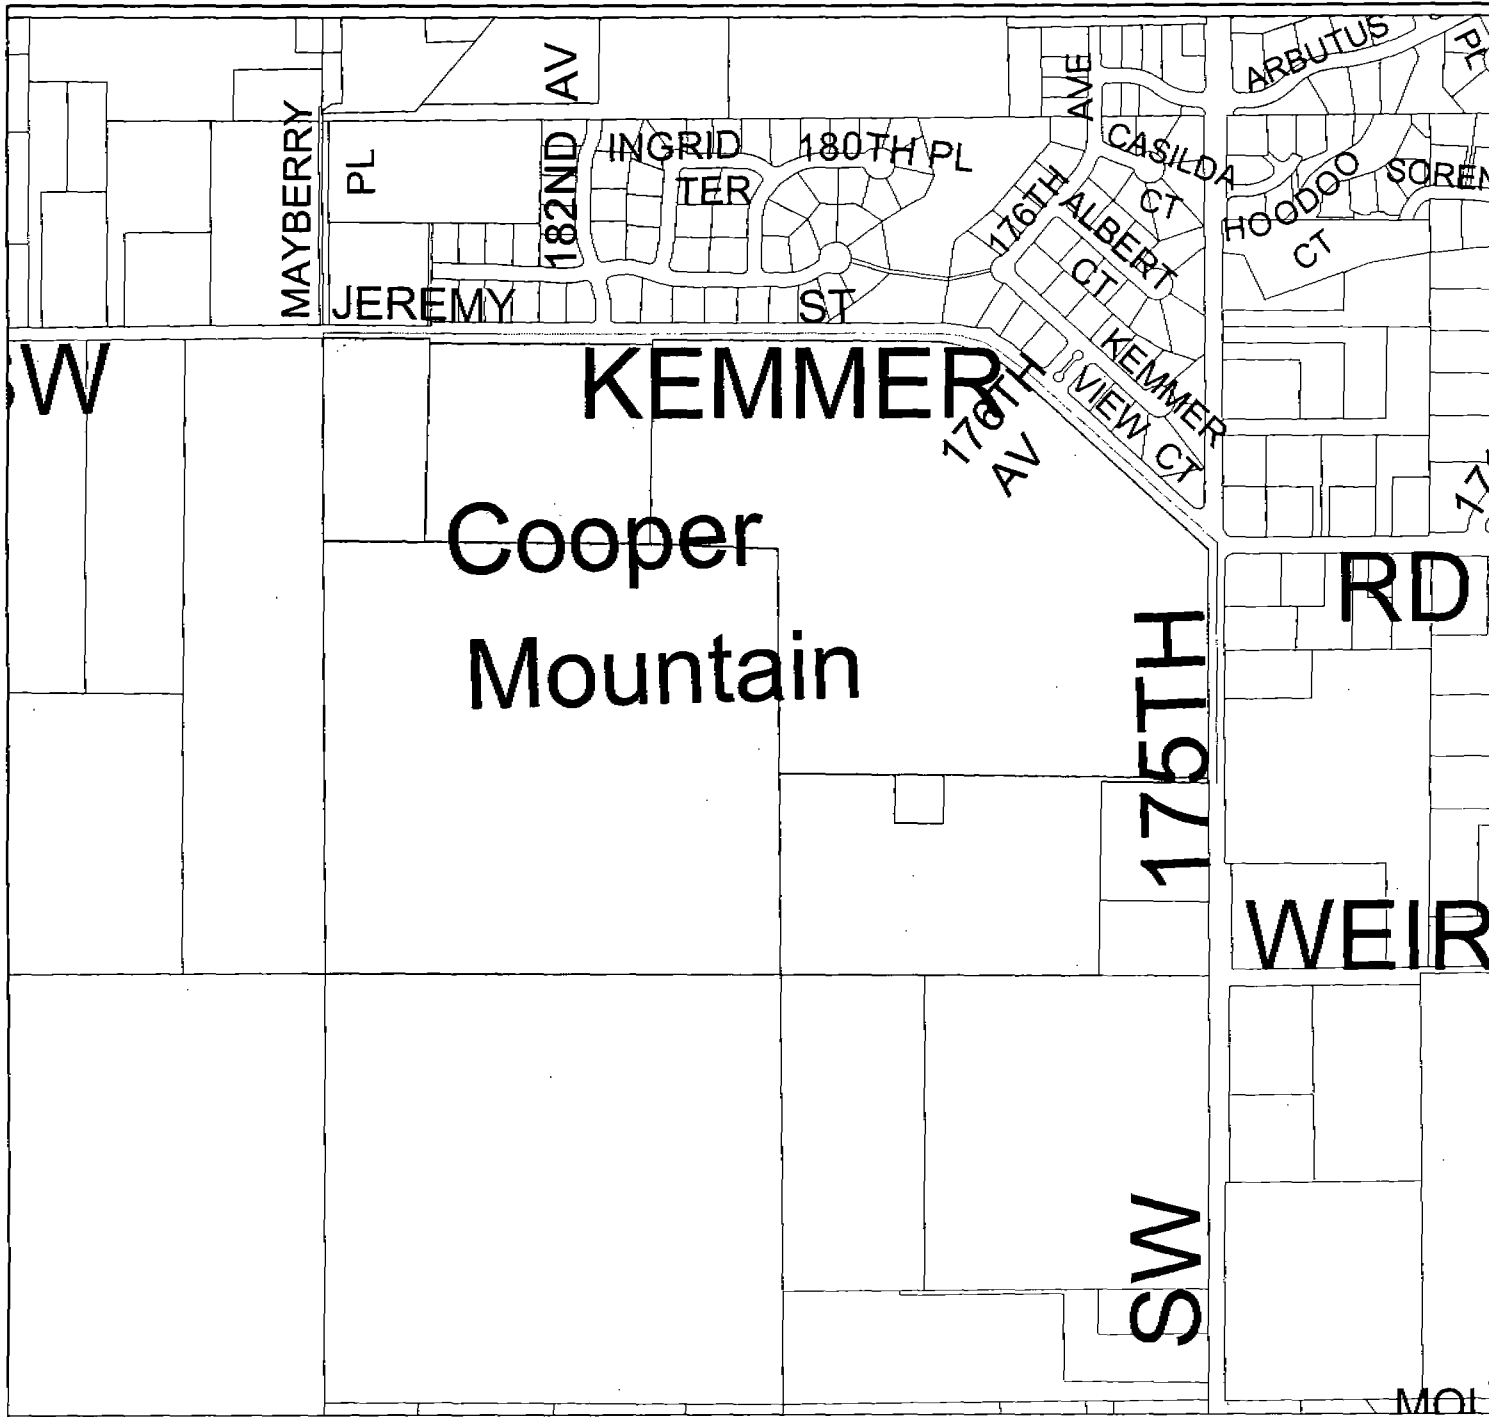 ARBUTUS
PL
AV
AVE
MAYBERRY
PL
182ND
INGRID
TER
180TH PL
CASILDA
CT
HOODOO
CT
176TH
ALBERT
CT
JEREMY
ST
SW
KEMMER
176TH
AV
KEMMER
VIEW CT
Cooper
Mountain
RD
175TH
WEIR
SW